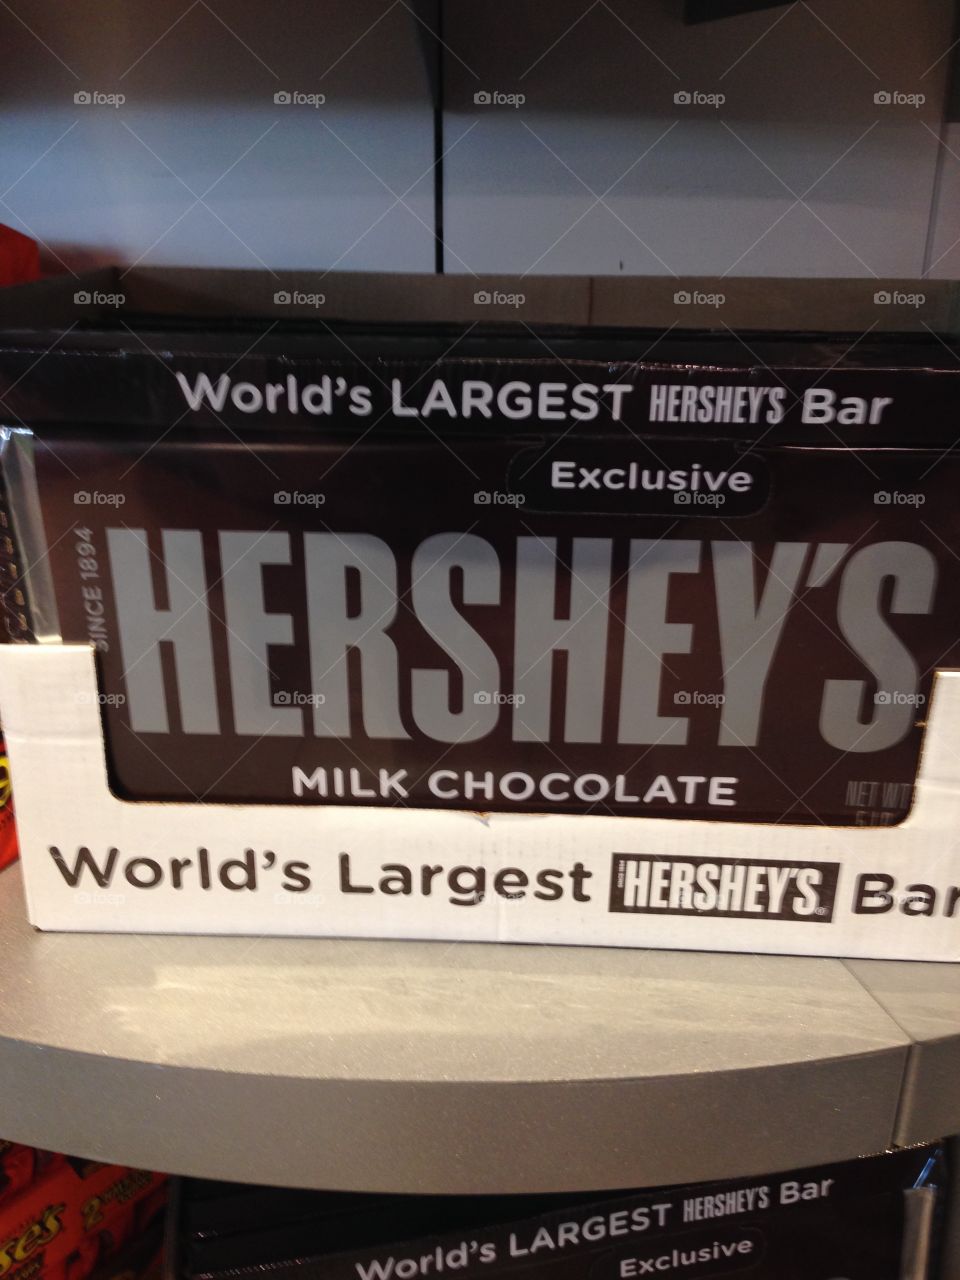 World's LARGEST HERSHEY'S Bar
Exclusive
SINCE 1894
HERSHEY'S
MILK CHOCOLATE
NET WT
World's Largest HERSHEY'S Bar
World's LARGEST HERSHEY'S Bar
Exclusive
foap